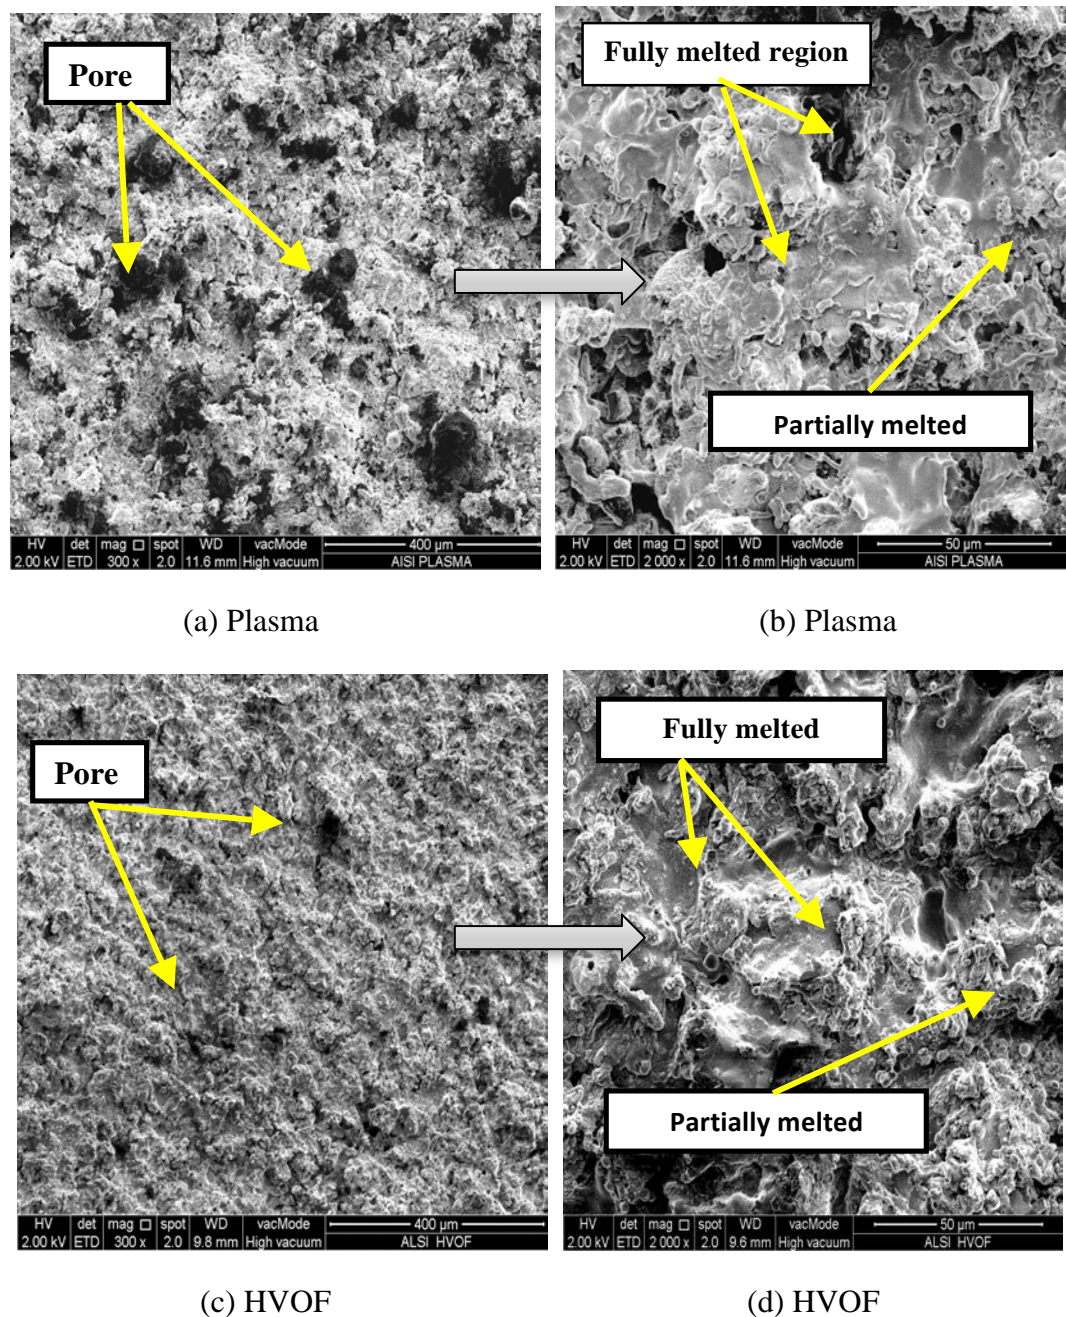 Pore
Fully melted region
Partially melted
HV det mag □ spot WD vacMode 400 µm
2.00 kV ETD 300 x 2.0 11.6 mm High vacuum AISI PLASMA
HV det mag □ spot WD vacMode 50 µm
2.00 kV ETD 2 000 x 2.0 11.6 mm High vacuum AISI PLASMA
(a) Plasma
(b) Plasma
Pore
Fully melted
Partially melted
HV det mag □ spot WD vacMode 400 µm
2.00 kV ETD 300 x 2.0 9.8 mm High vacuum ALSI HVOF
HV det mag □ spot WD vacMode 50 µm
2.00 kV ETD 2 000 x 2.0 9.6 mm High vacuum ALSI HVOF
(c) HVOF
(d) HVOF